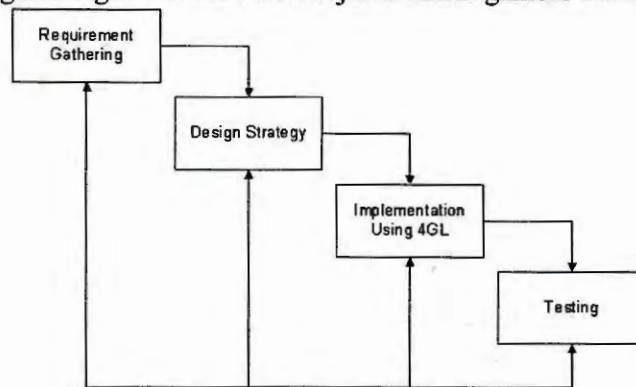 Requirement
Gathering
Design Strategy
Implementation
Using 4GL
Testing